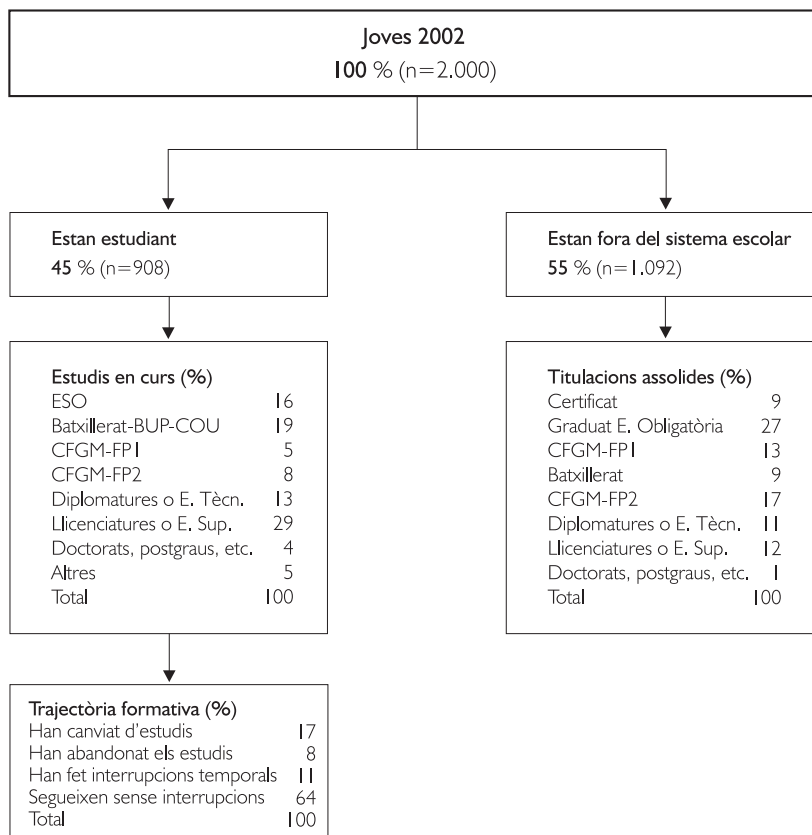 Joves 2002
100 % (n=2.000)
Estan estudiant
45 % (n=908)
Estan fora del sistema escolar
55 % (n=1.092)
Estudis en curs (%)
ESO 16
Batxillerat-BUP-COU 19
CFGM-FP1 5
CFGM-FP2 8
Diplomatures o E. Tècn. 13
Llicenciatures o E. Sup. 29
Doctorats, postgraus, etc. 4
Altres 5
Total 100
Titulacions assolides (%)
Certificat 9
Graduat E. Obligatòria 27
CFGM-FP1 13
Batxillerat 9
CFGM-FP2 17
Diplomatures o E. Tècn. 11
Llicenciatures o E. Sup. 12
Doctorats, postgraus, etc. 1
Total 100
Trajectòria formativa (%)
Han canviat d'estudis 17
Han abandonat els estudis 8
Han fet interrupcions temporals 11
Segueixen sense interrupcions 64
Total 100